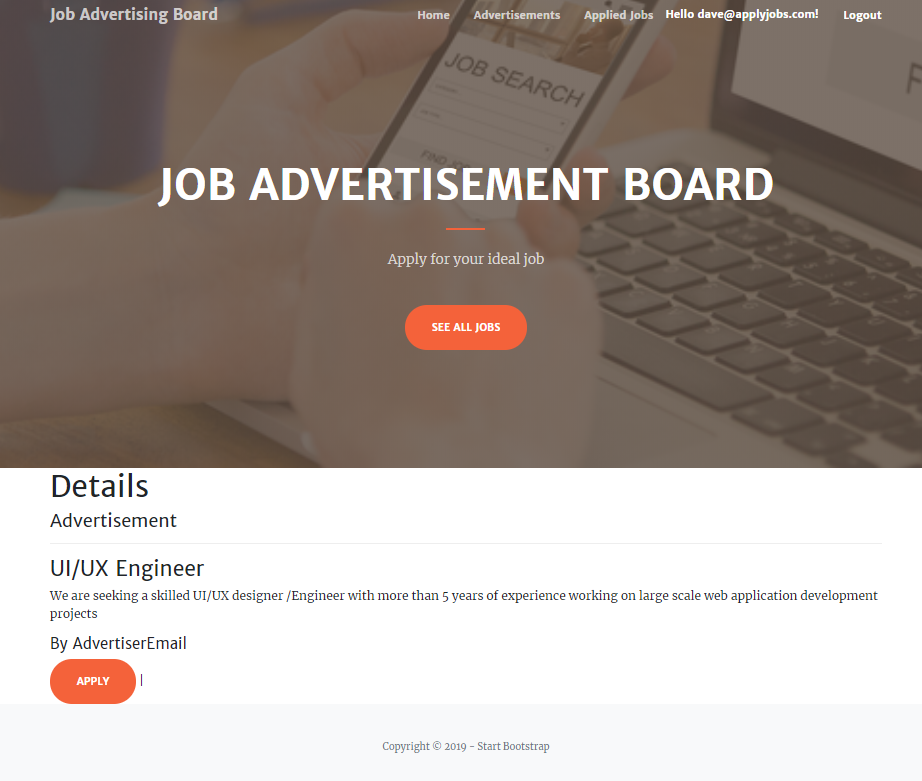 Job Advertising Board Home Advertisements Applied Jobs Hello dave@applyjobs.com! Logout
JOB SEARCH
JOB ADVERTISEMENT BOARD
Apply for your ideal job
SEE ALL JOBS
Details
Advertisement
UI/UX Engineer
We are seeking a skilled UI/UX designer /Engineer with more than 5 years of experience working on large scale web application development
projects
By AdvertiserEmail
APPLY |
Copyright © 2019 - Start Bootstrap